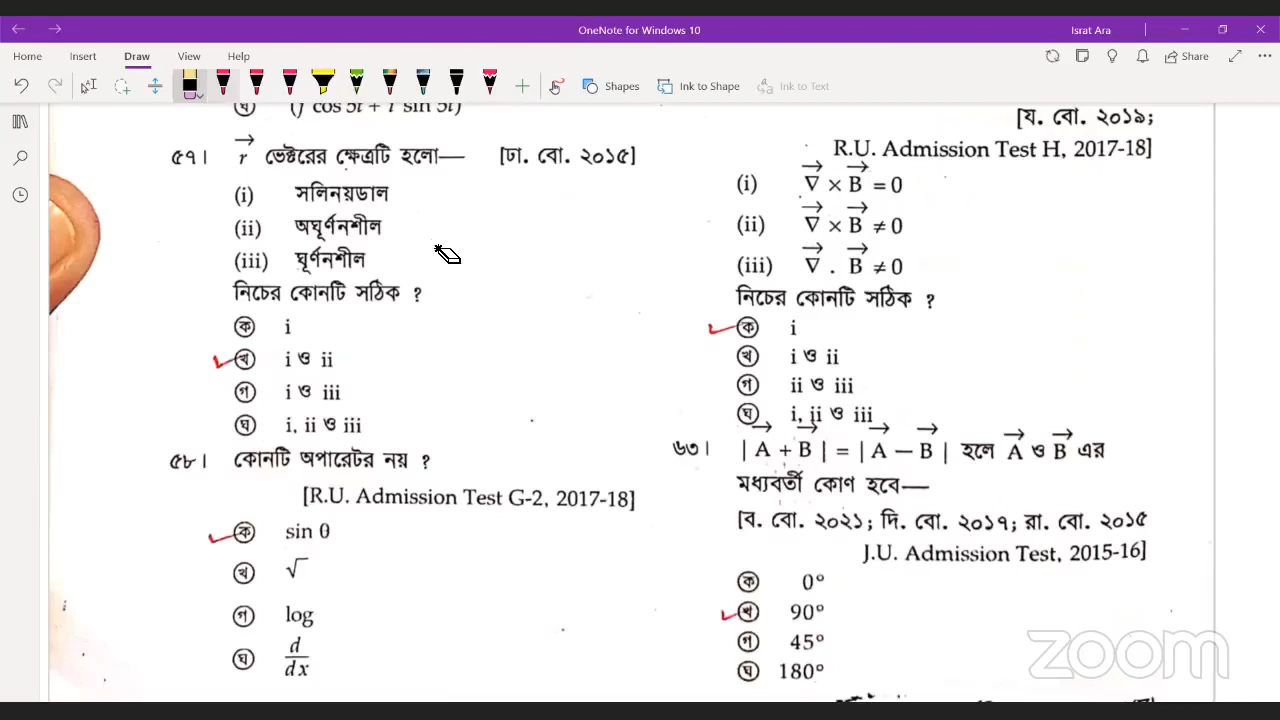 OneNote for Windows 10
Israt Ara
Home Insert Draw View Help
Share
Shapes
Ink to Shape
Ink to Text
ঘ (j cos 5t + i sin 5t)
৫৭। r ভেক্টরের ক্ষেত্রটি হলো— [ঢা. বো. ২০১৫]
(i) সলিনয়ডাল
(ii) অঘূর্ণনশীল
(iii) ঘূর্ণনশীল
নিচের কোনটি সঠিক ?
ক i
খ i ও ii
গ i ও iii
ঘ i, ii ও iii
৫৮। কোনটি অপারেটর নয় ?
[R.U. Admission Test G-2, 2017-18]
ক sin θ
খ √
গ log
ঘ d/dx
[য. বো. ২০১৯;
R.U. Admission Test H, 2017-18]
(i) ∇ × B = 0
(ii) ∇ × B ≠ 0
(iii) ∇ . B ≠ 0
নিচের কোনটি সঠিক ?
ক i
খ i ও ii
গ ii ও iii
ঘ i, ii ও iii
৬৩। | A + B | = | A − B | হলে A ও B এর
মধ্যবর্তী কোণ হবে—
[ব. বো. ২০২১; দি. বো. ২০১৭; রা. বো. ২০১৫
J.U. Admission Test, 2015-16]
ক 0°
খ 90°
গ 45°
ঘ 180°
zoom